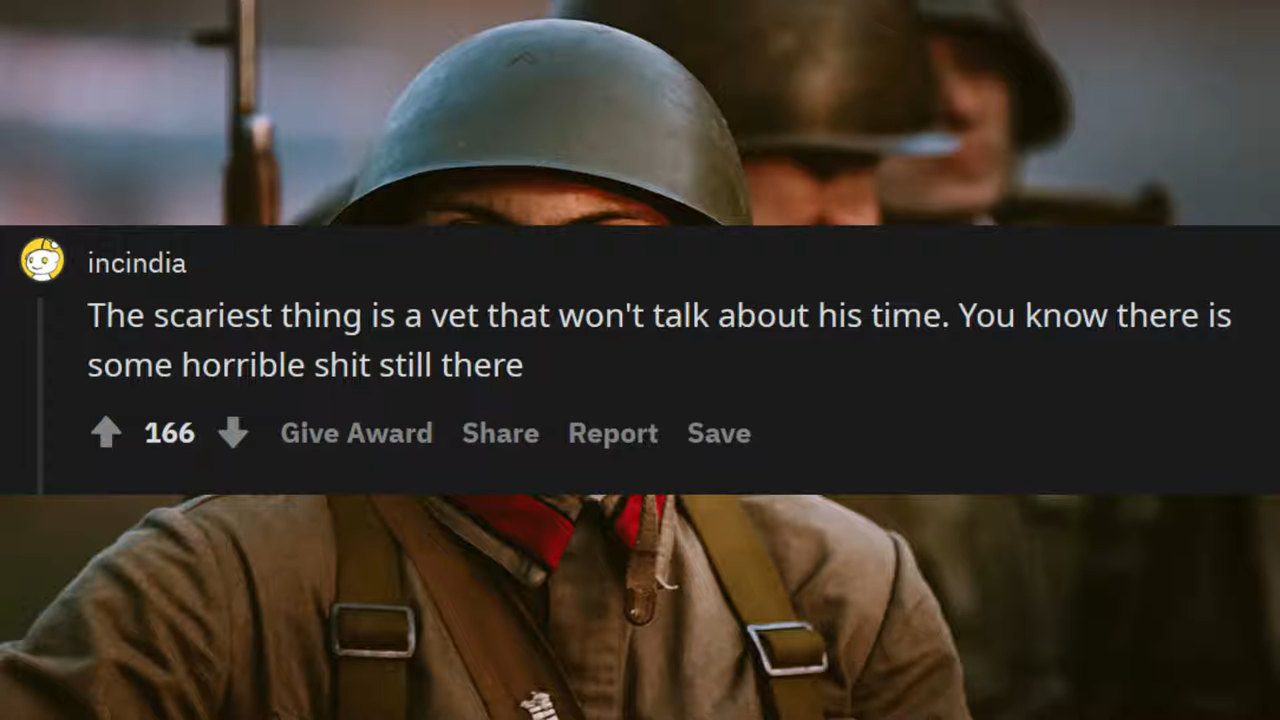 incindia
The scariest thing is a vet that won't talk about his time. You know there is
some horrible shit still there
166 Give Award Share Report Save